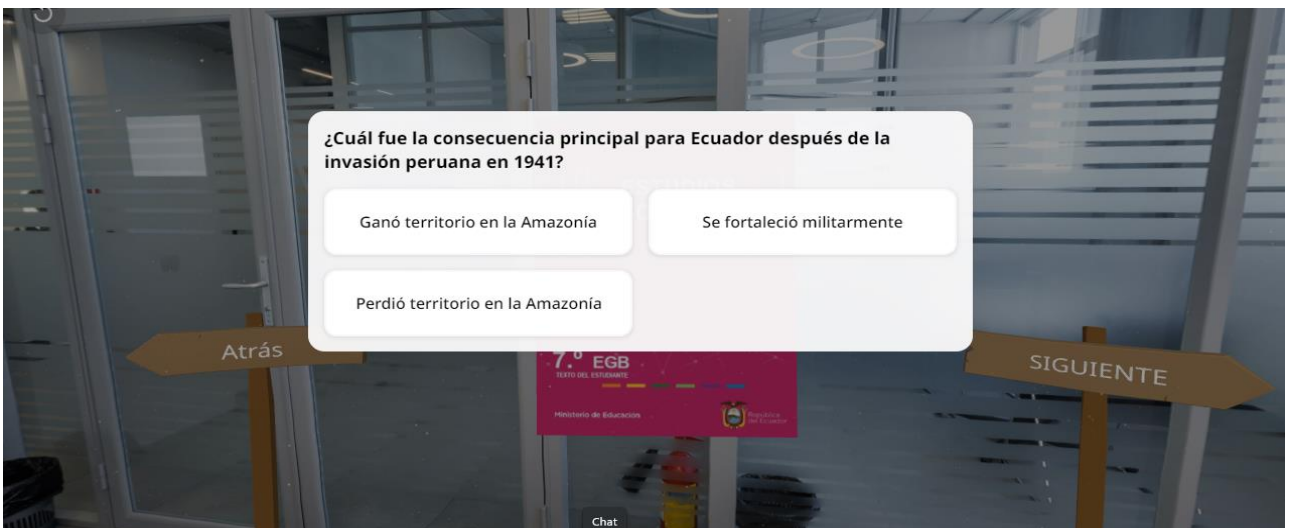 ¿Cuál fue la consecuencia principal para Ecuador después de la
invasión peruana en 1941?
Ganó territorio en la Amazonía
Se fortaleció militarmente
Perdió territorio en la Amazonía
Atrás
SIGUIENTE
7.º EGB
TEXTO DEL ESTUDIANTE
Ministerio de Educación
República
del Ecuador
Chat